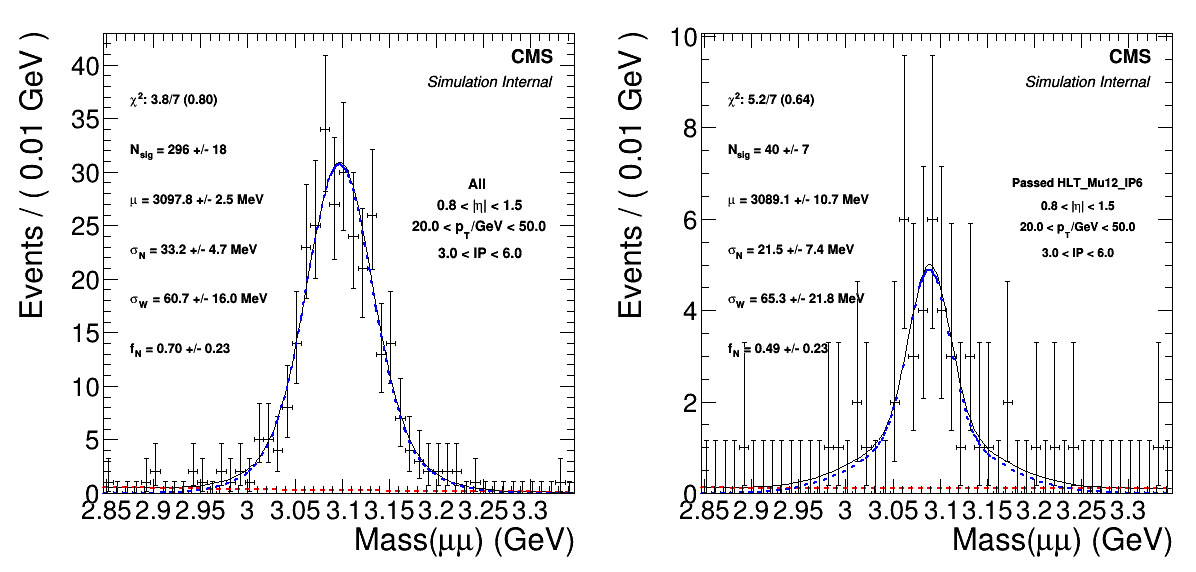 CMS
Simulation Internal
χ²: 3.8/7 (0.80)
N_sig = 296 +/- 18
μ = 3097.8 +/- 2.5 MeV
σ_N = 33.2 +/- 4.7 MeV
σ_W = 60.7 +/- 16.0 MeV
f_N = 0.70 +/- 0.23
All
0.8 < |η| < 1.5
20.0 < p_T/GeV < 50.0
3.0 < IP < 6.0
Events / ( 0.01 GeV )
40
35
30
25
20
15
10
5
0
2.85 2.9 2.95 3 3.05 3.1 3.15 3.2 3.25 3.3
Mass(μμ) (GeV)
CMS
Simulation Internal
χ²: 5.2/7 (0.64)
N_sig = 40 +/- 7
μ = 3089.1 +/- 10.7 MeV
σ_N = 21.5 +/- 7.4 MeV
σ_W = 65.3 +/- 21.8 MeV
f_N = 0.49 +/- 0.23
Passed HLT_Mu12_IP6
0.8 < |η| < 1.5
20.0 < p_T/GeV < 50.0
3.0 < IP < 6.0
Events / ( 0.01 GeV )
10
8
6
4
2
0
2.85 2.9 2.95 3 3.05 3.1 3.15 3.2 3.25 3.3
Mass(μμ) (GeV)